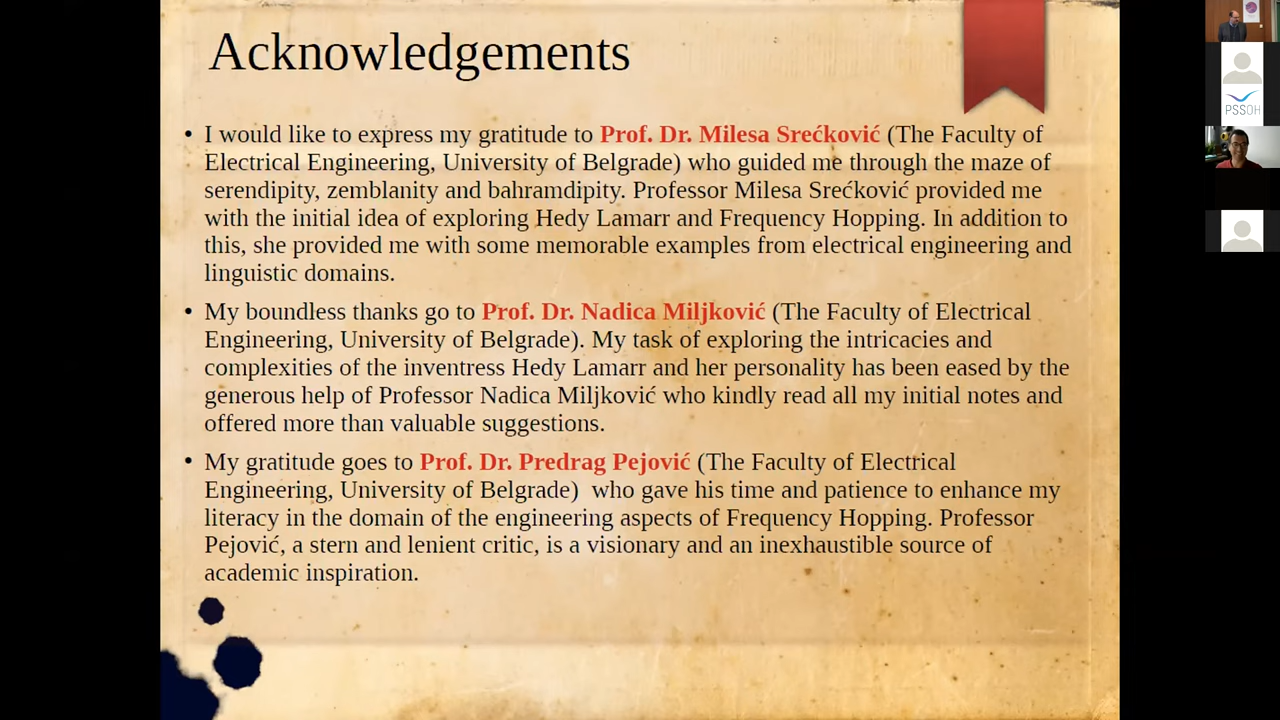 Acknowledgements
• I would like to express my gratitude to Prof. Dr. Milesa Srećković (The Faculty of
Electrical Engineering, University of Belgrade) who guided me through the maze of
serendipity, zemblanity and bahramdipity. Professor Milesa Srećković provided me
with the initial idea of exploring Hedy Lamarr and Frequency Hopping. In addition to
this, she provided me with some memorable examples from electrical engineering and
linguistic domains.
• My boundless thanks go to Prof. Dr. Nadica Miljković (The Faculty of Electrical
Engineering, University of Belgrade). My task of exploring the intricacies and
complexities of the inventress Hedy Lamarr and her personality has been eased by the
generous help of Professor Nadica Miljković who kindly read all my initial notes and
offered more than valuable suggestions.
• My gratitude goes to Prof. Dr. Predrag Pejović (The Faculty of Electrical
Engineering, University of Belgrade)  who gave his time and patience to enhance my
literacy in the domain of the engineering aspects of Frequency Hopping. Professor
Pejović, a stern and lenient critic, is a visionary and an inexhaustible source of
academic inspiration.
PSSOH